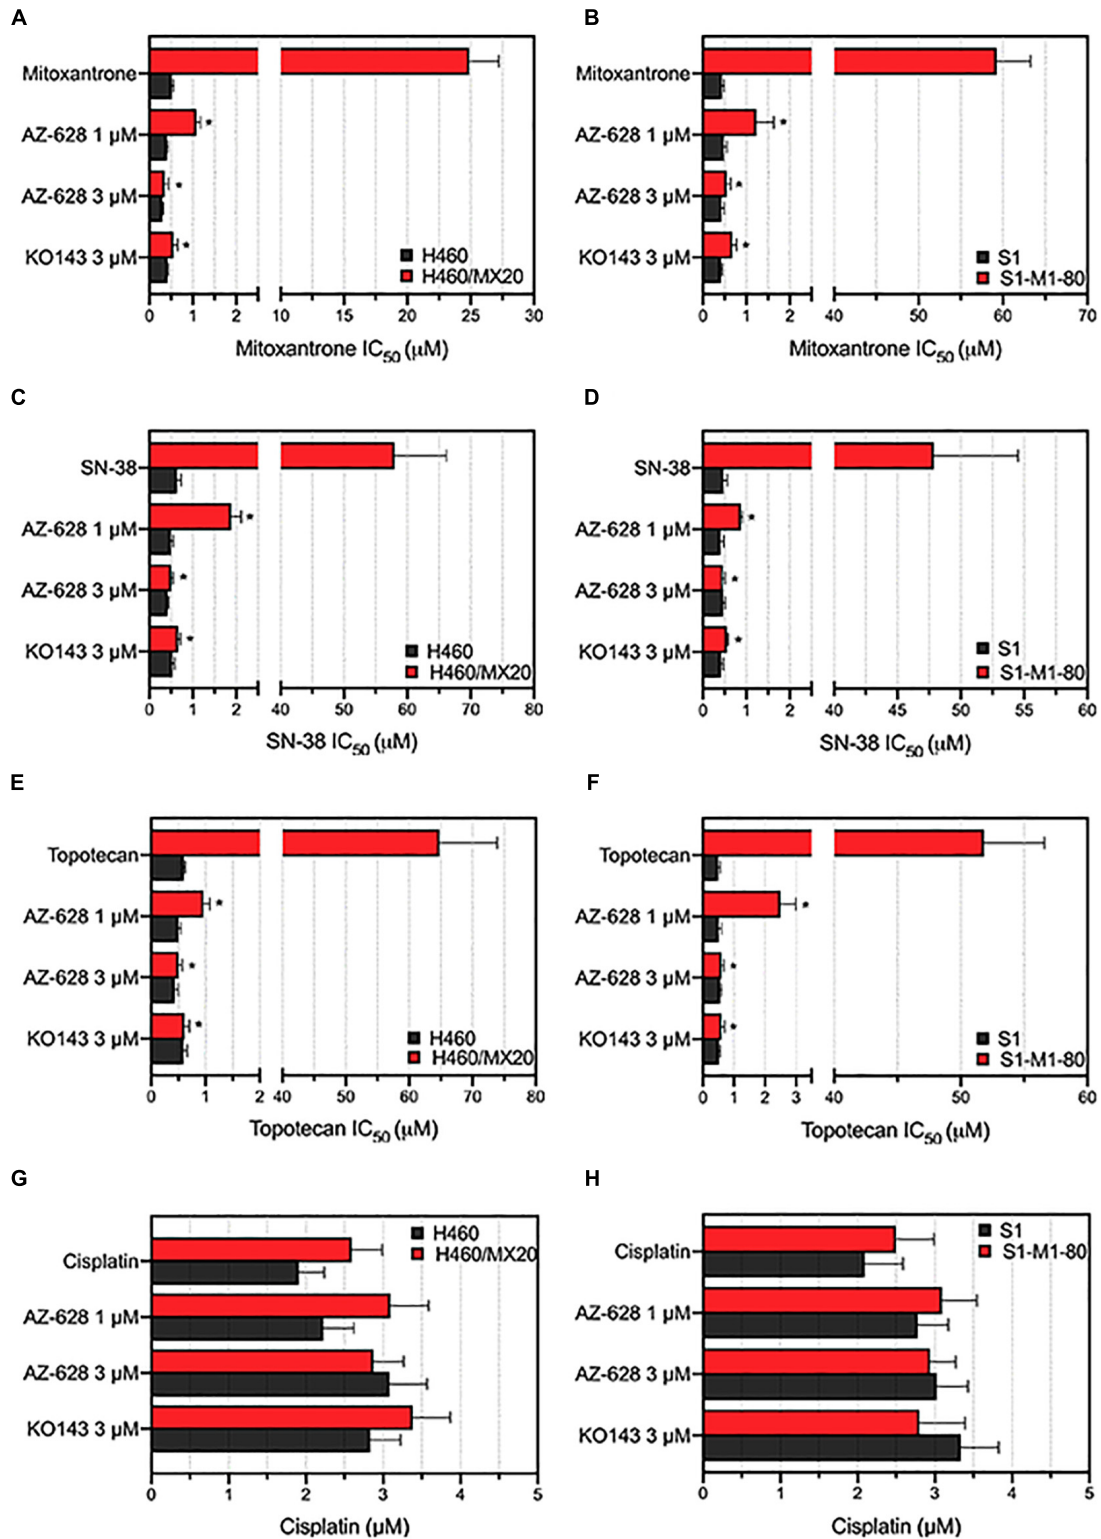 A
Mitoxantrone
AZ-628 1 µM
*
AZ-628 3 µM
*
KO143 3 µM
*
H460
H460/MX20
0 1 2 10 15 20 25 30
Mitoxantrone IC50 (µM)
B
Mitoxantrone
AZ-628 1 µM
*
AZ-628 3 µM
*
KO143 3 µM
*
S1
S1-M1-80
0 1 2 40 50 60 70
Mitoxantrone IC50 (µM)
C
SN-38
AZ-628 1 µM
*
AZ-628 3 µM
*
KO143 3 µM
*
H460
H460/MX20
0 1 2 40 50 60 70 80
SN-38 IC50 (µM)
D
SN-38
AZ-628 1 µM
*
AZ-628 3 µM
*
KO143 3 µM
*
S1
S1-M1-80
0 1 2 40 45 50 55 60
SN-38 IC50 (µM)
E
Topotecan
AZ-628 1 µM
*
AZ-628 3 µM
*
KO143 3 µM
*
H460
H460/MX20
0 1 2 40 50 60 70 80
Topotecan IC50 (µM)
F
Topotecan
AZ-628 1 µM
*
AZ-628 3 µM
*
KO143 3 µM
*
S1
S1-M1-80
0 1 2 3 40 50 60
Topotecan IC50 (µM)
G
H460
H460/MX20
Cisplatin
AZ-628 1 µM
AZ-628 3 µM
KO143 3 µM
0 1 2 3 4 5
Cisplatin (µM)
H
S1
S1-M1-80
Cisplatin
AZ-628 1 µM
AZ-628 3 µM
KO143 3 µM
0 1 2 3 4 5
Cisplatin (µM)